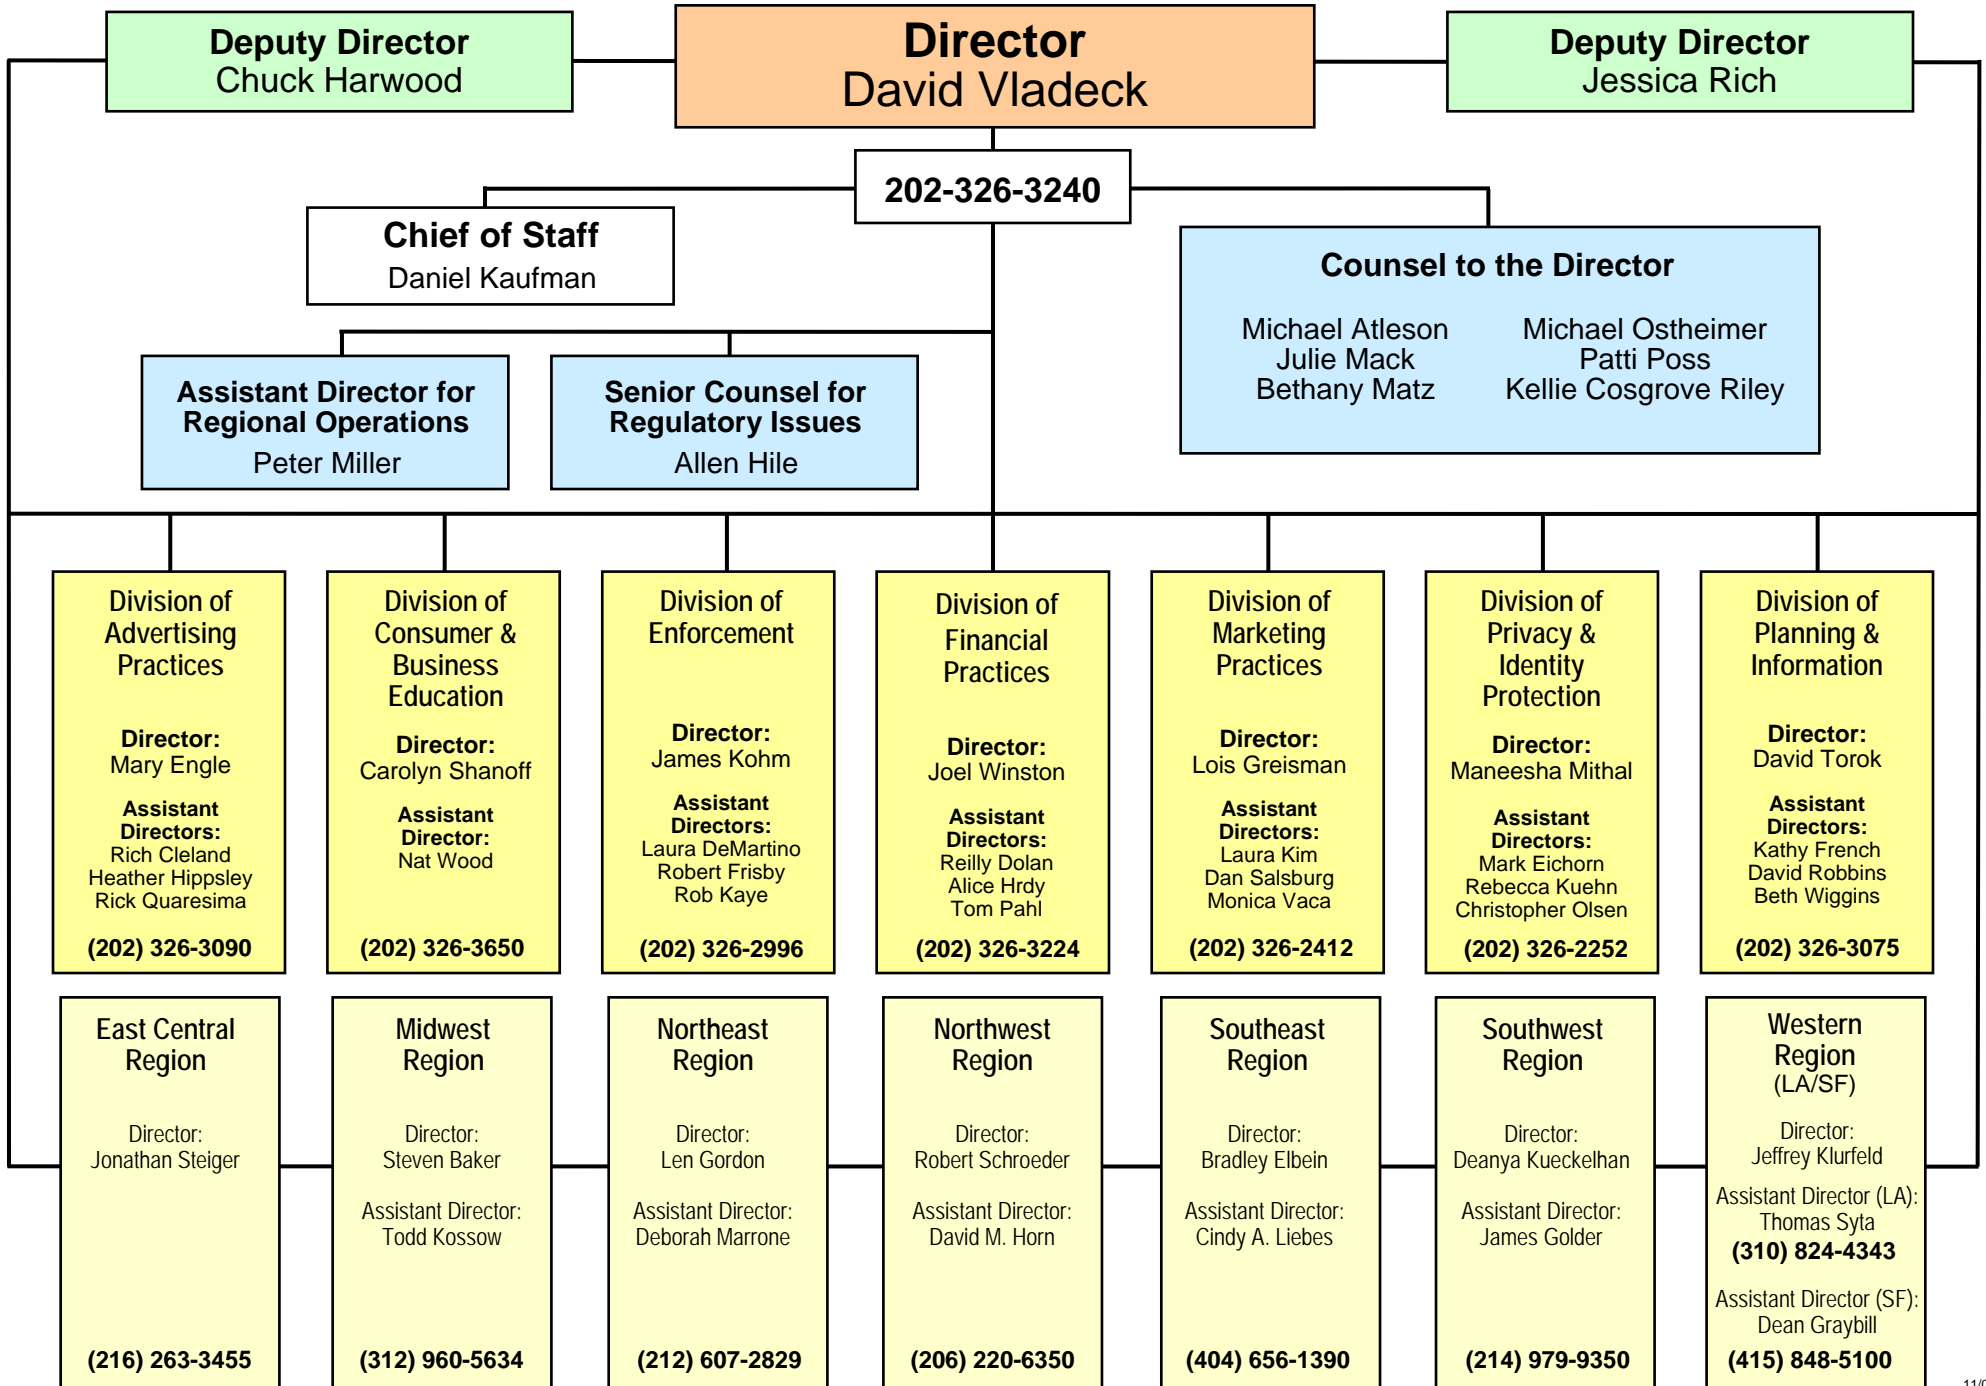 Deputy Director
Chuck Harwood
Director
David Vladeck
Deputy Director
Jessica Rich
202-326-3240
Chief of Staff
Daniel Kaufman
Counsel to the Director
Michael Atleson
Julie Mack
Bethany Matz
Michael Ostheimer
Patti Poss
Kellie Cosgrove Riley
Assistant Director for
Regional Operations
Peter Miller
Senior Counsel for
Regulatory Issues
Allen Hile
Division of
Advertising
Practices
Director:
Mary Engle
Assistant
Directors:
Rich Cleland
Heather Hippsley
Rick Quaresima
(202) 326-3090
Division of
Consumer &
Business
Education
Director:
Carolyn Shanoff
Assistant
Director:
Nat Wood
(202) 326-3650
Division of
Enforcement
Director:
James Kohm
Assistant
Directors:
Laura DeMartino
Robert Frisby
Rob Kaye
(202) 326-2996
Division of
Financial
Practices
Director:
Joel Winston
Assistant
Directors:
Reilly Dolan
Alice Hrdy
Tom Pahl
(202) 326-3224
Division of
Marketing
Practices
Director:
Lois Greisman
Assistant
Directors:
Laura Kim
Dan Salsburg
Monica Vaca
(202) 326-2412
Division of
Privacy &
Identity
Protection
Director:
Maneesha Mithal
Assistant
Directors:
Mark Eichorn
Rebecca Kuehn
Christopher Olsen
(202) 326-2252
Division of
Planning &
Information
Director:
David Torok
Assistant
Directors:
Kathy French
David Robbins
Beth Wiggins
(202) 326-3075
East Central
Region
Director:
Jonathan Steiger
(216) 263-3455
Midwest
Region
Director:
Steven Baker
Assistant Director:
Todd Kossow
(312) 960-5634
Northeast
Region
Director:
Len Gordon
Assistant Director:
Deborah Marrone
(212) 607-2829
Northwest
Region
Director:
Robert Schroeder
Assistant Director:
David M. Horn
(206) 220-6350
Southeast
Region
Director:
Bradley Elbein
Assistant Director:
Cindy A. Liebes
(404) 656-1390
Southwest
Region
Director:
Deanya Kueckelhan
Assistant Director:
James Golder
(214) 979-9350
Western
Region
(LA/SF)
Director:
Jeffrey Klurfeld
Assistant Director (LA):
Thomas Syta
(310) 824-4343
Assistant Director (SF):
Dean Graybill
(415) 848-5100